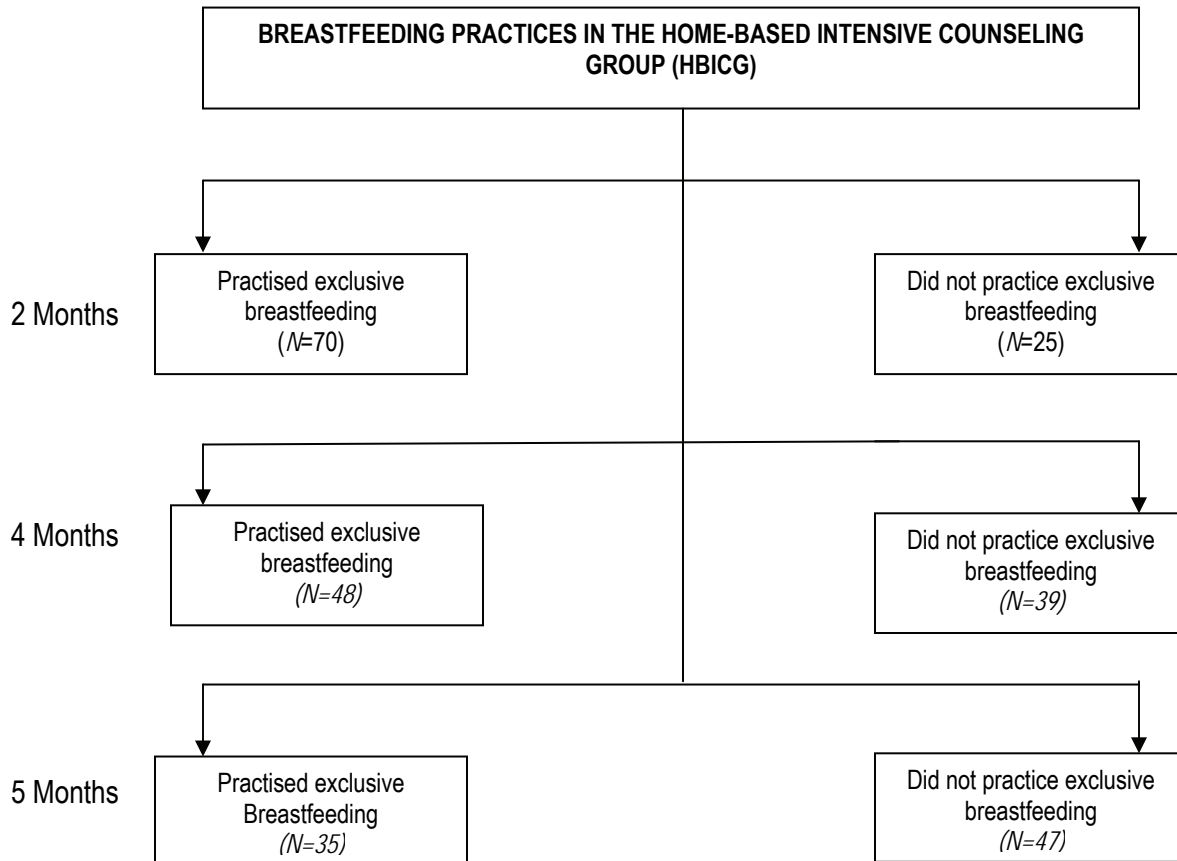 BREASTFEEDING PRACTICES IN THE HOME-BASED INTENSIVE COUNSELING
GROUP (HBICG)
2 Months
Practised exclusive
breastfeeding
(N=70)
Did not practice exclusive
breastfeeding
(N=25)
4 Months
Practised exclusive
breastfeeding
(N=48)
Did not practice exclusive
breastfeeding
(N=39)
5 Months
Practised exclusive
Breastfeeding
(N=35)
Did not practice exclusive
breastfeeding
(N=47)